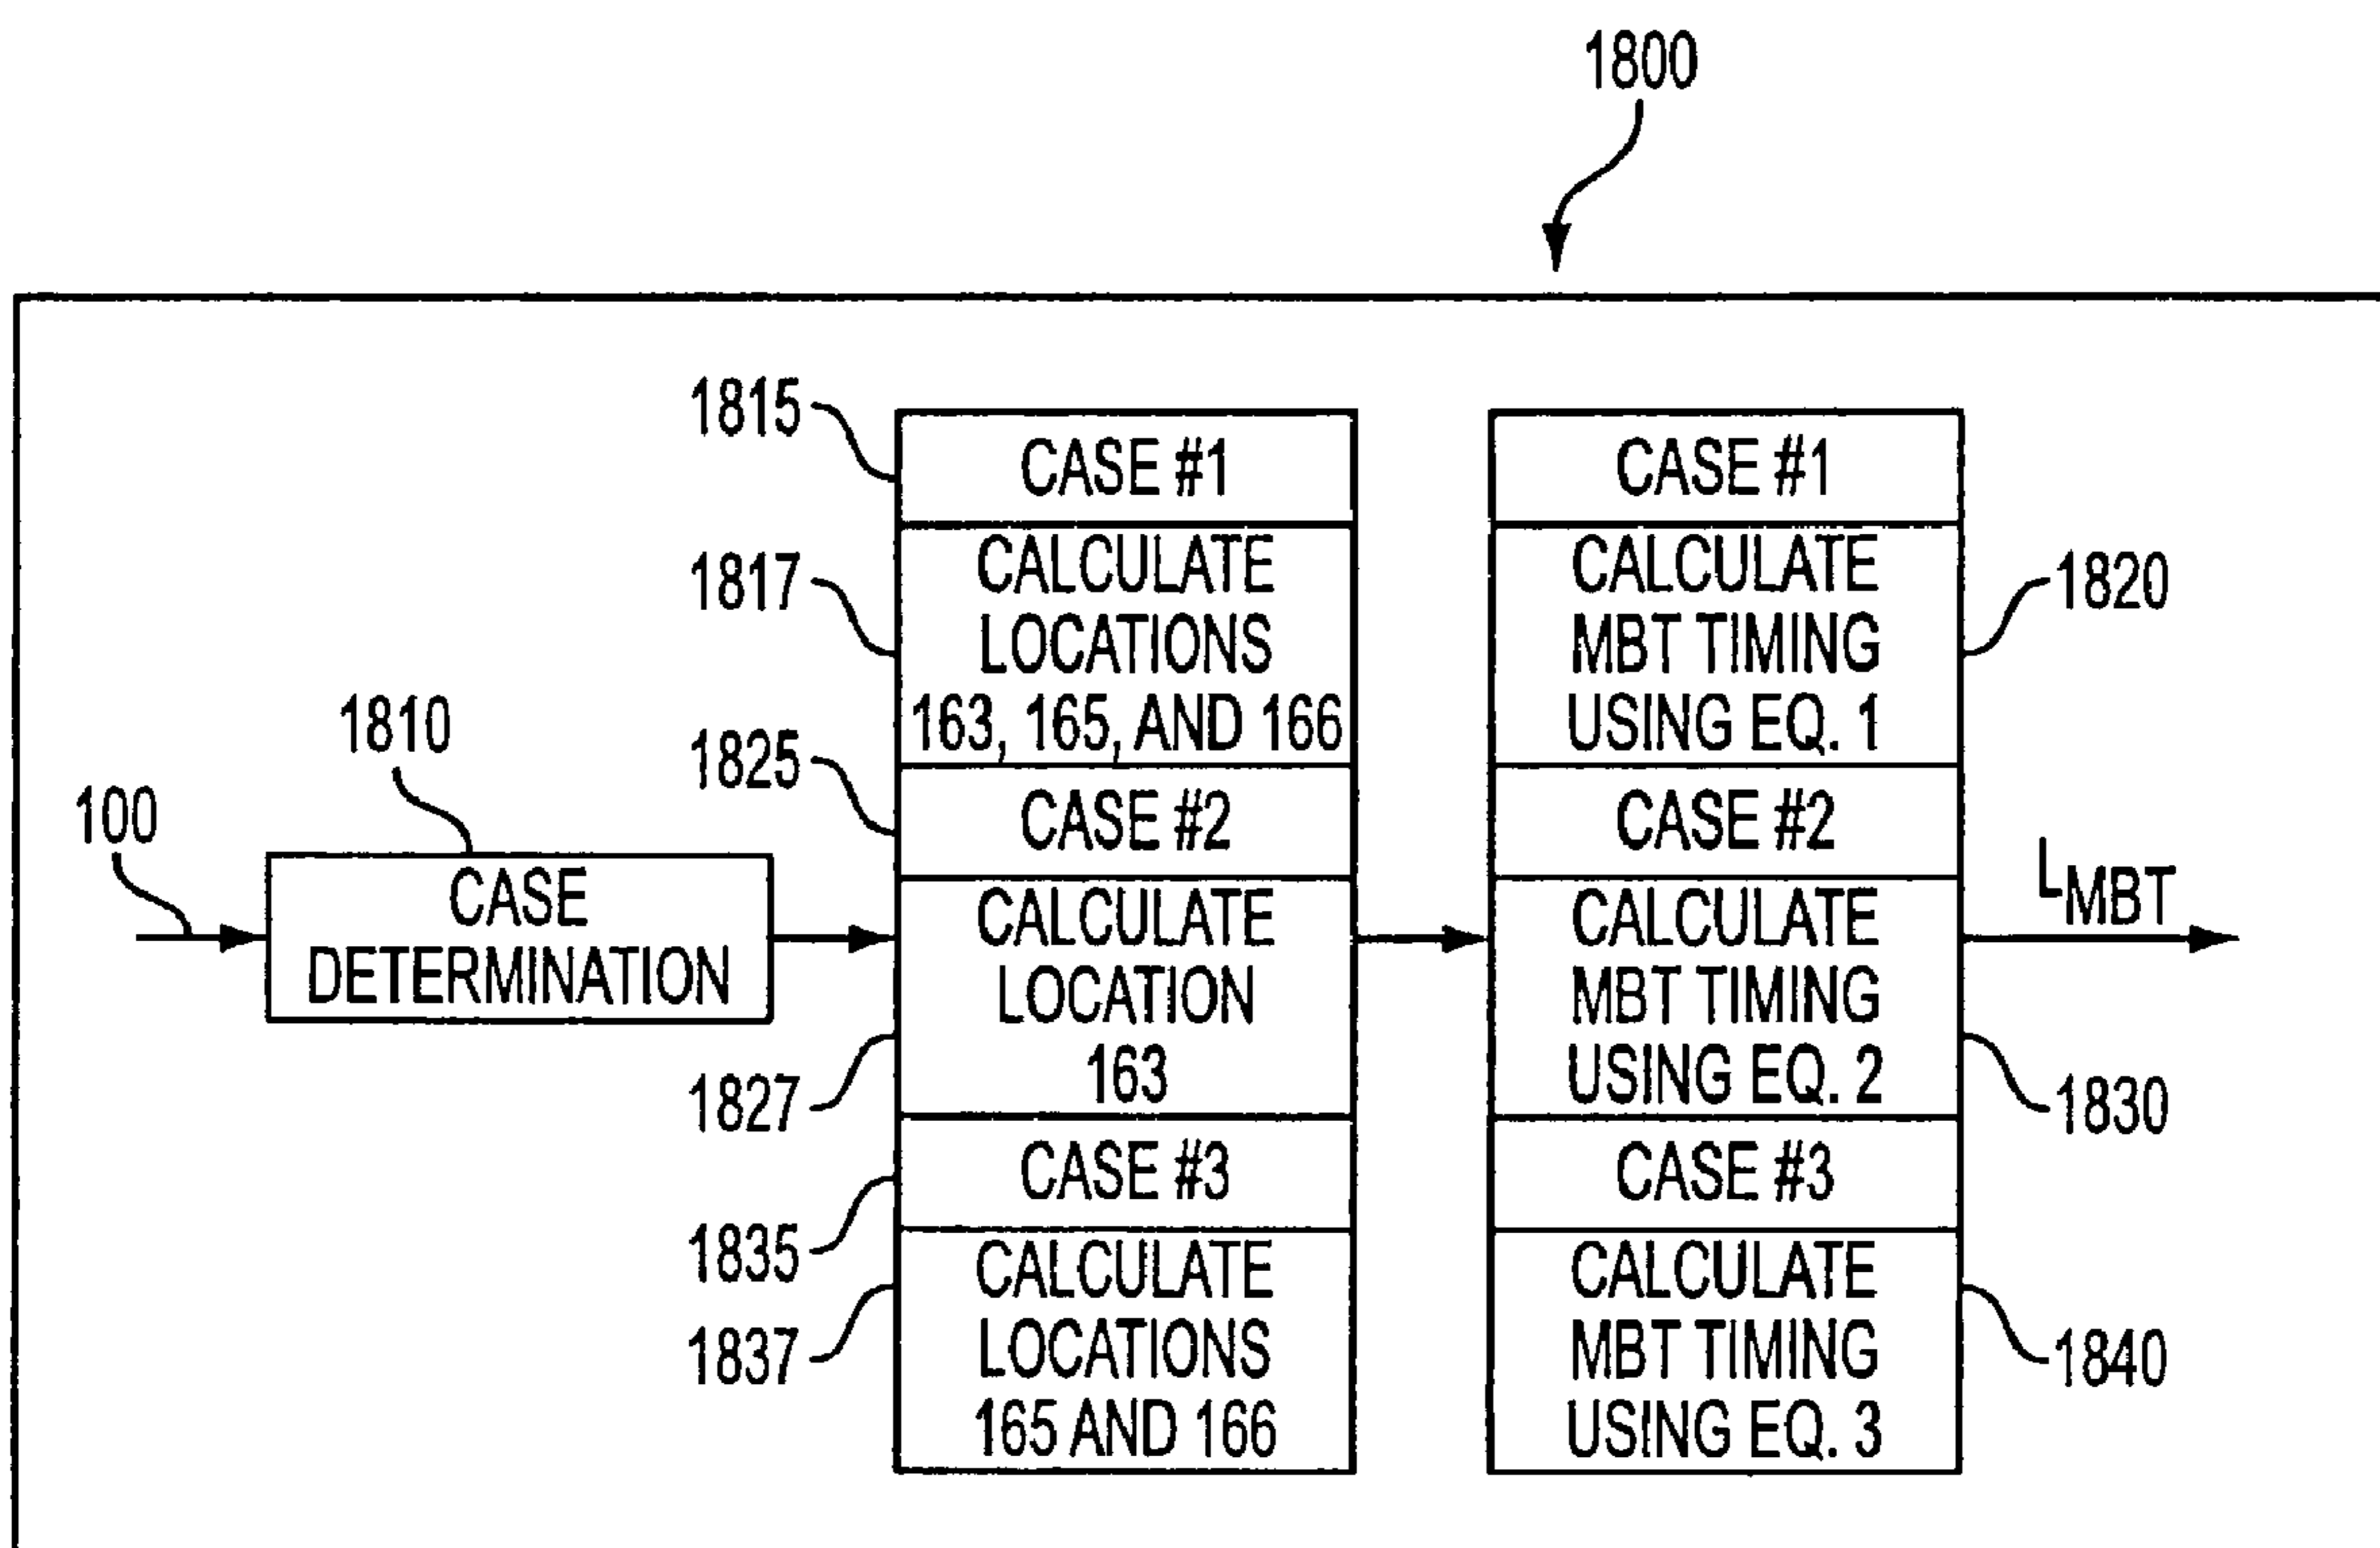 1800
1815
CASE #1
CASE #1
1817
CALCULATE
LOCATIONS
163, 165, AND 166
CALCULATE
MBT TIMING
USING EQ. 1
1820
1810
1825
CASE #2
CASE #2
100
CASE
DETERMINATION
CALCULATE
LOCATION
163
CALCULATE
MBT TIMING
USING EQ. 2
LMBT
1827
1830
1835
CASE #3
CASE #3
1837
CALCULATE
LOCATIONS
165 AND 166
CALCULATE
MBT TIMING
USING EQ. 3
1840